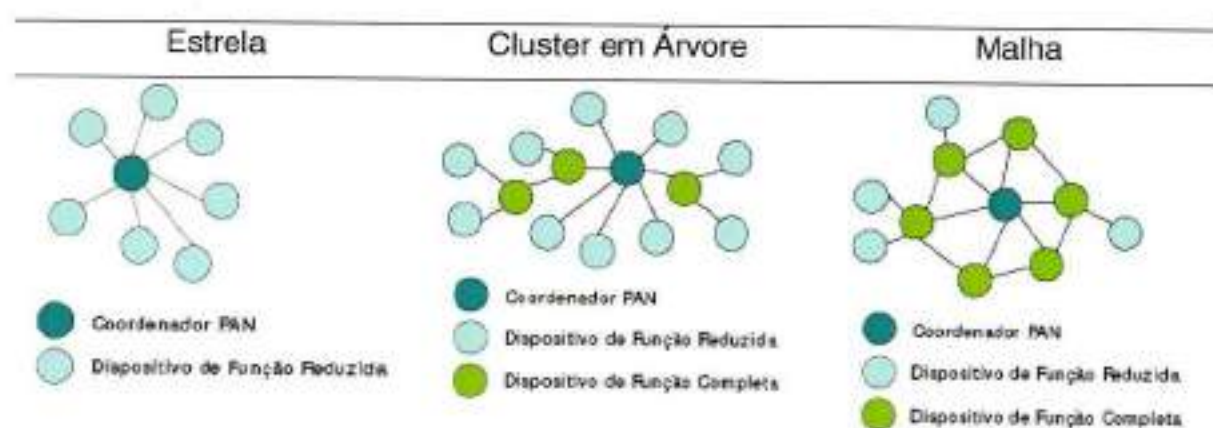 Estrela
Cluster em Árvore
Malha
Coordenador PAN
Dispositivo de Função Reduzida
Coordenador PAN
Dispositivo de Função Reduzida
Dispositivo de Função Completa
Coordenador PAN
Dispositivo de Função Reduzida
Dispositivo de Função Completa